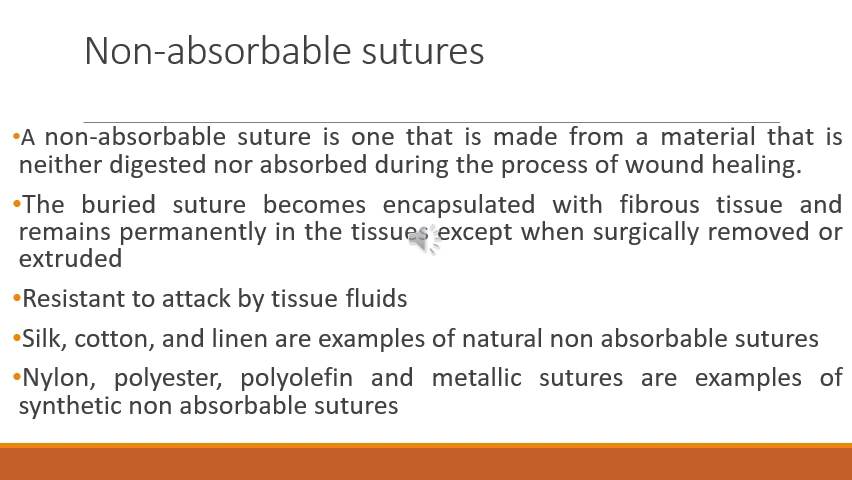 Non-absorbable sutures
•A non-absorbable suture is one that is made from a material that is
neither digested nor absorbed during the process of wound healing.
•The buried suture becomes encapsulated with fibrous tissue and
remains permanently in the tissues except when surgically removed or
extruded
•Resistant to attack by tissue fluids
•Silk, cotton, and linen are examples of natural non absorbable sutures
•Nylon, polyester, polyolefin and metallic sutures are examples of
synthetic non absorbable sutures